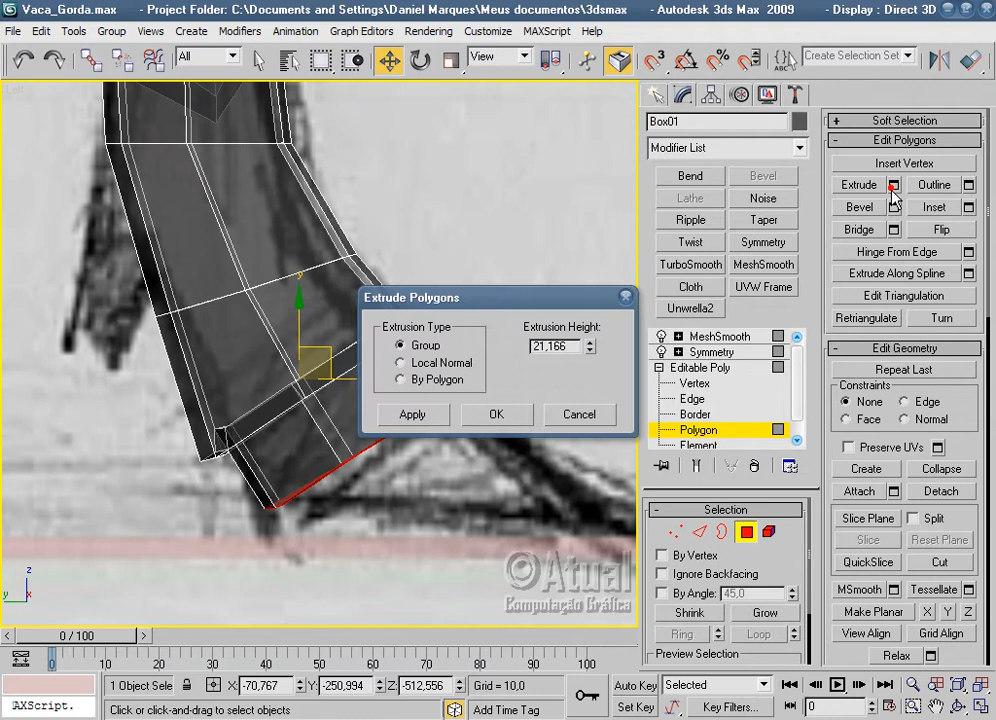 Vaca_Gorda.max - Project Folder: C:\Documents and Settings\Daniel Marques\Meus documentos\3dsmax - Autodesk 3ds Max 2009 - Display : Direct 3D
File Edit Tools Group Views Create Modifiers Animation Graph Editors Rendering Customize MAXScript Help
All View Create Selection Set
Left
Box01
Modifier List
Bend Bevel
Lathe Noise
Ripple Taper
Twist Symmetry
TurboSmooth MeshSmooth
Cloth UVW Frame
Unwrella2
MeshSmooth
Symmetry
Editable Poly
Vertex
Edge
Border
Polygon
Element
- Selection
By Vertex
Ignore Backfacing
By Angle: 45,0
Shrink Grow
Ring Loop
Preview Selection
+ Soft Selection
- Edit Polygons
Insert Vertex
Extrude Outline
Bevel Inset
Bridge Flip
Hinge From Edge
Extrude Along Spline
Edit Triangulation
Retriangulate Turn
- Edit Geometry
Repeat Last
Constraints
None Edge
Face Normal
Preserve UVs
Create Collapse
Attach Detach
Slice Plane Split
Slice Reset Plane
QuickSlice Cut
MSmooth Tessellate
Make Planar X Y Z
View Align Grid Align
Relax
Extrude Polygons
Extrusion Type
Group
Local Normal
By Polygon
Extrusion Height:
21,166
Apply OK Cancel
y
z
y x
©Atual
Computação Gráfica
< 0 / 100 >
0 10 20 30 40 50 60 70 80 90 100
1 Object Sele X: -70,767 Y: -250,994 Z: -512,556 Grid = 10,0
Auto Key Selected
AXScript. Click or click-and-drag to select objects Add Time Tag
Set Key Key Filters... 0